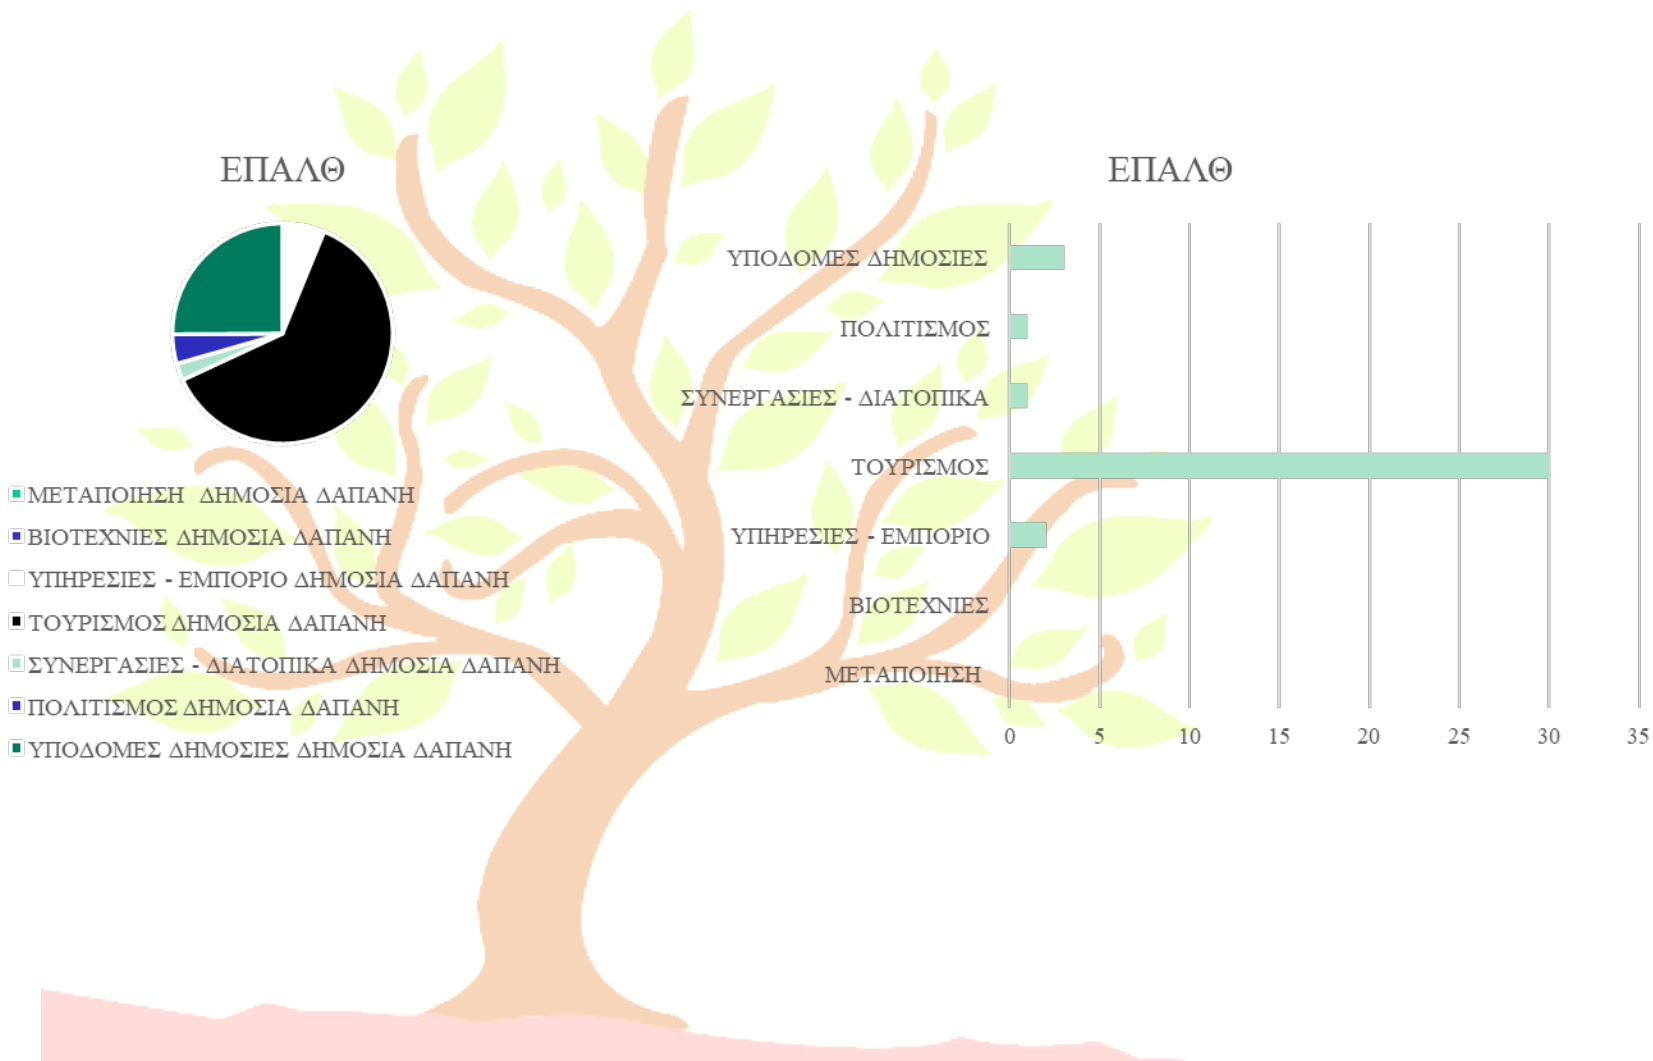 ΕΠΑΛΘ
ΜΕΤΑΠΟΙΗΣΗ ΔΗΜΟΣΙΑ ΔΑΠΑΝΗ
ΒΙΟΤΕΧΝΙΕΣ ΔΗΜΟΣΙΑ ΔΑΠΑΝΗ
ΥΠΗΡΕΣΙΕΣ - ΕΜΠΟΡΙΟ ΔΗΜΟΣΙΑ ΔΑΠΑΝΗ
ΤΟΥΡΙΣΜΟΣ ΔΗΜΟΣΙΑ ΔΑΠΑΝΗ
ΣΥΝΕΡΓΑΣΙΕΣ - ΔΙΑΤΟΠΙΚΑ ΔΗΜΟΣΙΑ ΔΑΠΑΝΗ
ΠΟΛΙΤΙΣΜΟΣ ΔΗΜΟΣΙΑ ΔΑΠΑΝΗ
ΥΠΟΔΟΜΕΣ ΔΗΜΟΣΙΕΣ ΔΗΜΟΣΙΑ ΔΑΠΑΝΗ
ΕΠΑΛΘ
ΥΠΟΔΟΜΕΣ ΔΗΜΟΣΙΕΣ
ΠΟΛΙΤΙΣΜΟΣ
ΣΥΝΕΡΓΑΣΙΕΣ - ΔΙΑΤΟΠΙΚΑ
ΤΟΥΡΙΣΜΟΣ
ΥΠΗΡΕΣΙΕΣ - ΕΜΠΟΡΙΟ
ΒΙΟΤΕΧΝΙΕΣ
ΜΕΤΑΠΟΙΗΣΗ
0 5 10 15 20 25 30 35